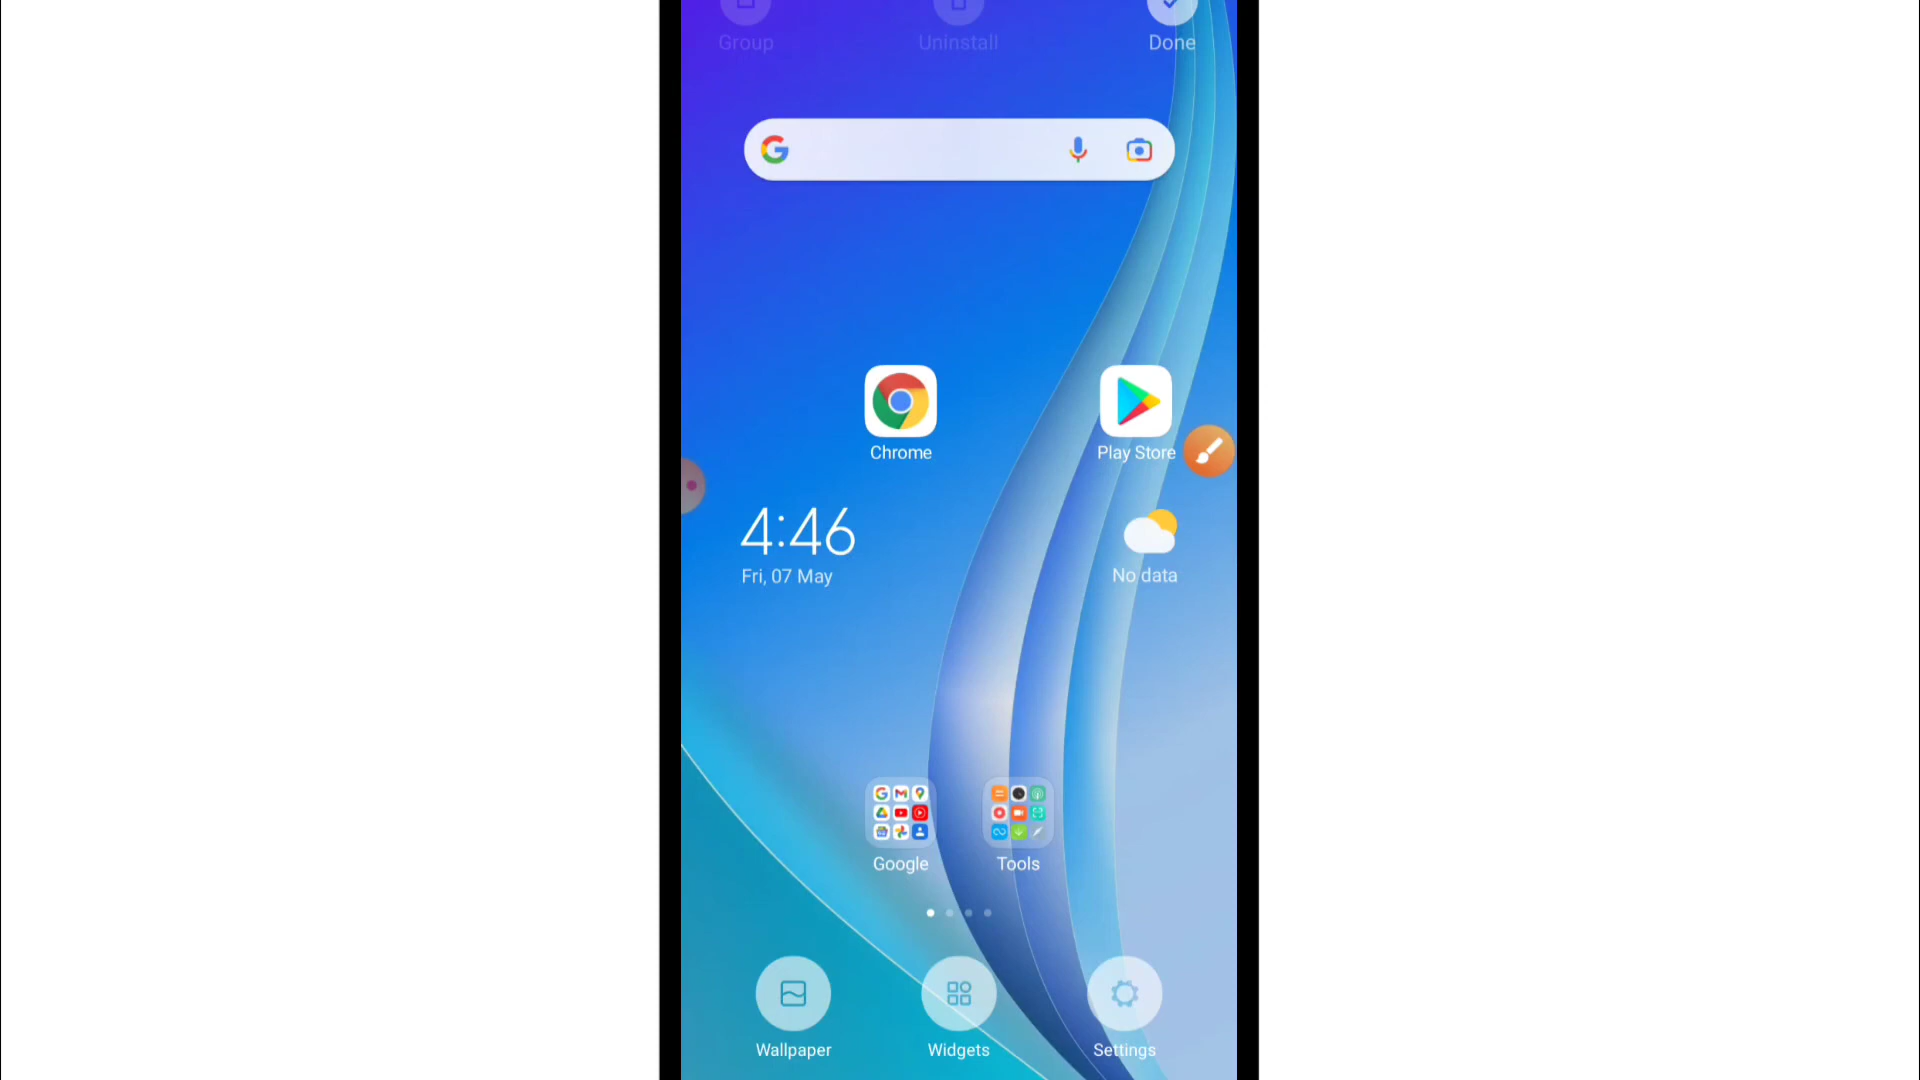 Group
Uninstall
Done
Chrome
Play Store
4:46
Fri, 07 May
No data
Google
Tools
Wallpaper
Widgets
Settings